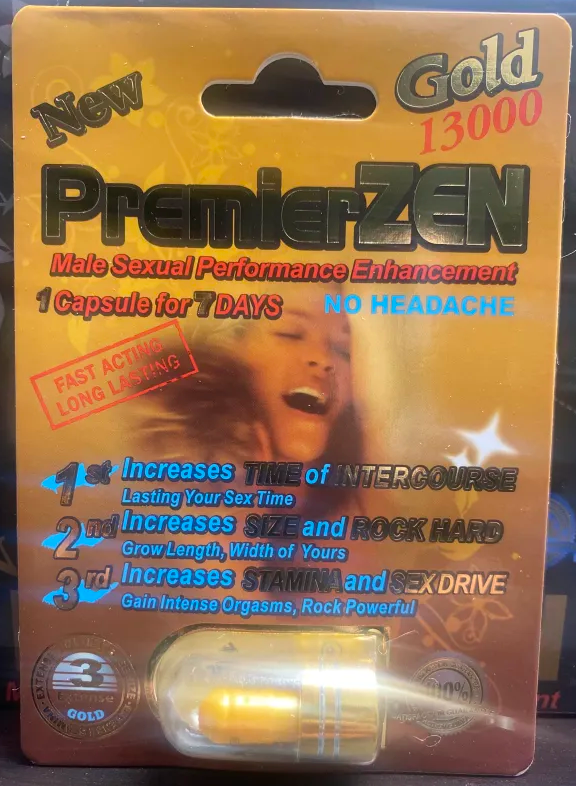 New
Gold
13000
PremierZEN
Male Sexual Performance Enhancement
1 Capsule for 7 DAYS NO HEADACHE
FAST ACTING
LONG LASTING
1st Increases TIME of INTERCOURSE
Lasting Your Sex Time
2nd Increases SIZE and ROCK HARD
Grow Length, Width of Yours
3rd Increases STAMINA and SEX DRIVE
Gain Intense Orgasms, Rock Powerful
3
GOLD